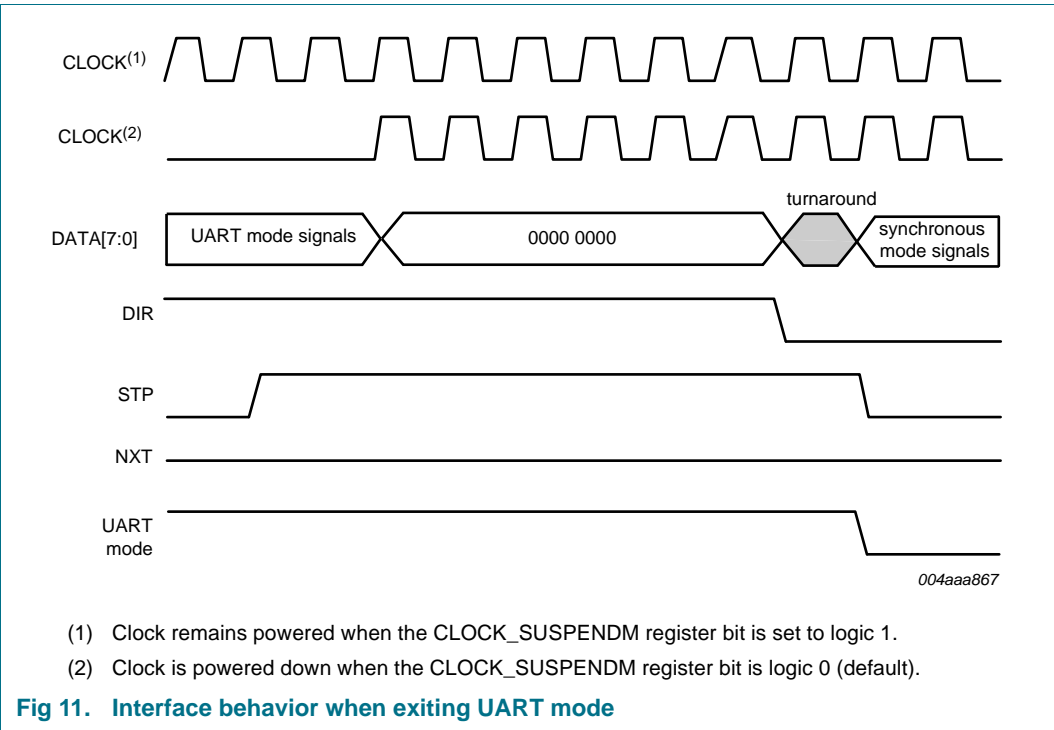 CLOCK(1)
CLOCK(2)
turnaround
DATA[7:0]
UART mode signals
0000 0000
synchronous
mode signals
DIR
STP
NXT
UART
mode
004aaa867
(1) Clock remains powered when the CLOCK_SUSPENDM register bit is set to logic 1.
(2) Clock is powered down when the CLOCK_SUSPENDM register bit is logic 0 (default).
Fig 11. Interface behavior when exiting UART mode